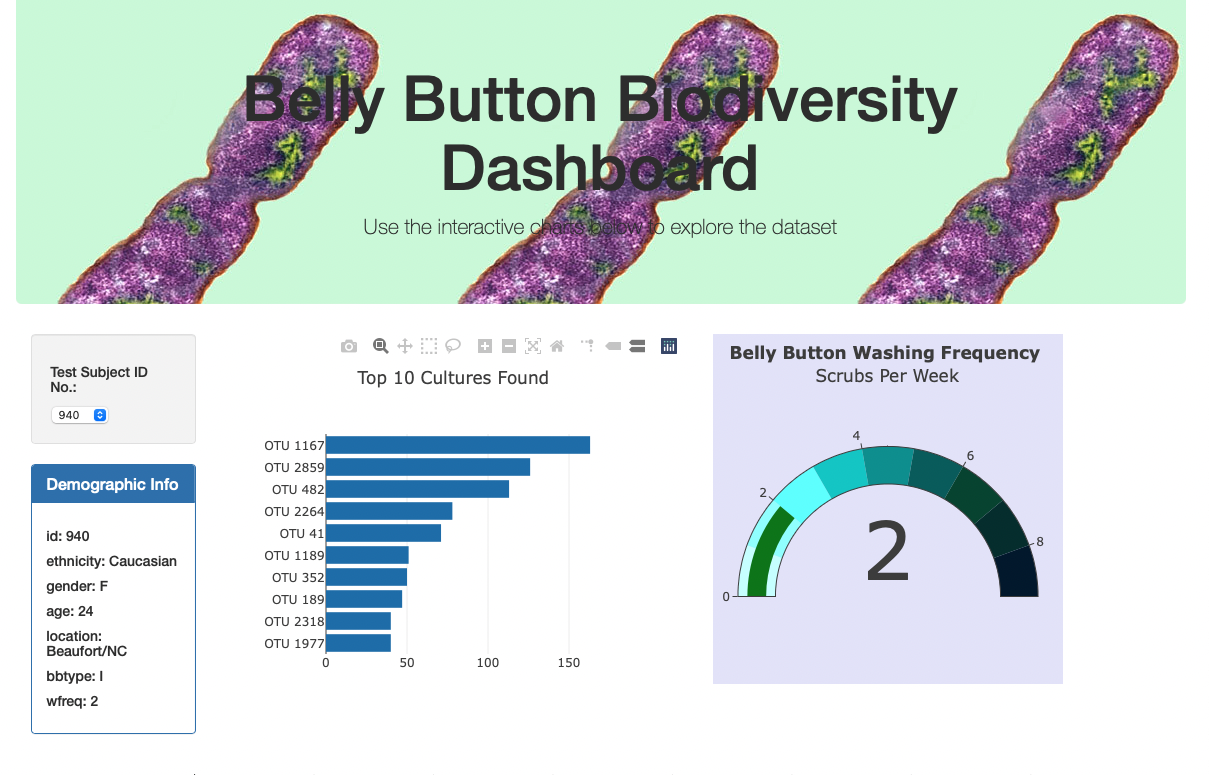 Belly Button Biodiversity
Dashboard
Use the interactive charts below to explore the dataset
Test Subject ID
No.:
940
Demographic Info
id: 940
ethnicity: Caucasian
gender: F
age: 24
location:
Beaufort/NC
bbtype: I
wfreq: 2
Top 10 Cultures Found
OTU 1167
OTU 2859
OTU 482
OTU 2264
OTU 41
OTU 1189
OTU 352
OTU 189
OTU 2318
OTU 1977
0 50 100 150
Belly Button Washing Frequency
Scrubs Per Week
0
2
4
6
8
2